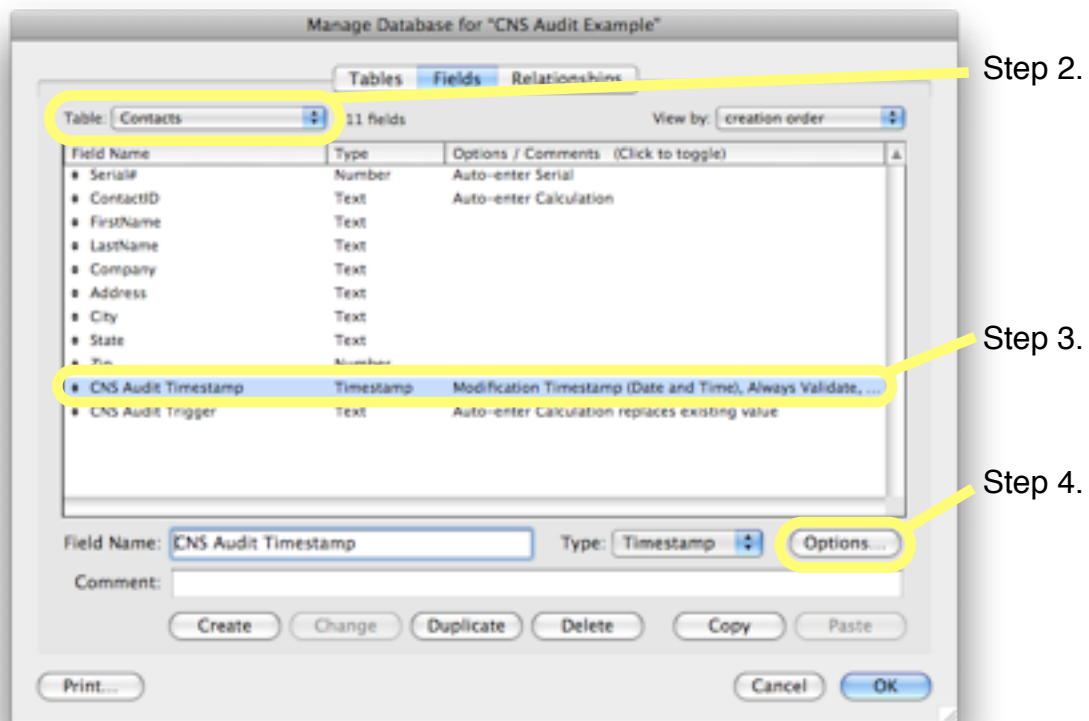 Manage Database for "CNS Audit Example"
Tables Fields Relationships
Step 2.
Table: Contacts 11 fields View by: creation order
Field Name Type Options / Comments (Click to toggle)
Serial# Number Auto-enter Serial
ContactID Text Auto-enter Calculation
FirstName Text
LastName Text
Company Text
Address Text
City Text
State Text
Step 3.
Zip Number
CNS Audit Timestamp Timestamp Modification Timestamp (Date and Time), Always Validate, ...
CNS Audit Trigger Text Auto-enter Calculation replaces existing value
Step 4.
Field Name: CNS Audit Timestamp Type: Timestamp Options...
Comment:
Create Change Duplicate Delete Copy Paste
Print... Cancel OK